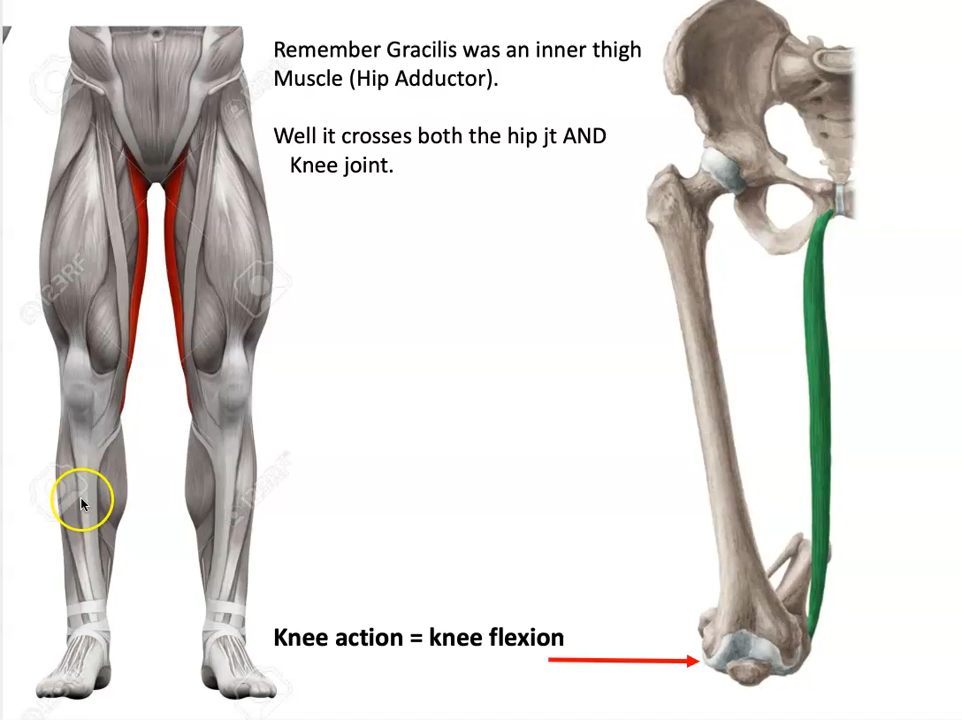 Remember Gracilis was an inner thigh
Muscle (Hip Adductor).
Well it crosses both the hip jt AND
Knee joint.
Knee action = knee flexion
@123RF